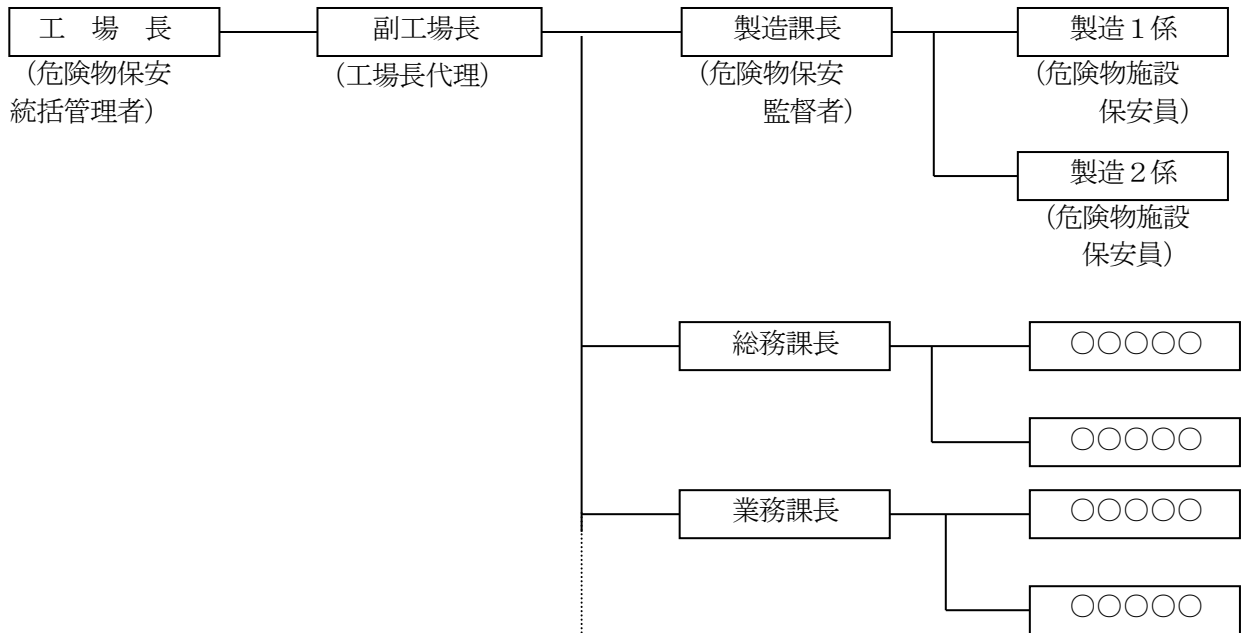 工　場　長
(危険物保安
統括管理者)
副工場長
(工場長代理)
製造課長
(危険物保安
監督者)
製造１係
(危険物施設
保安員)
製造２係
(危険物施設
保安員)
総務課長
○○○○○
○○○○○
業務課長
○○○○○
○○○○○